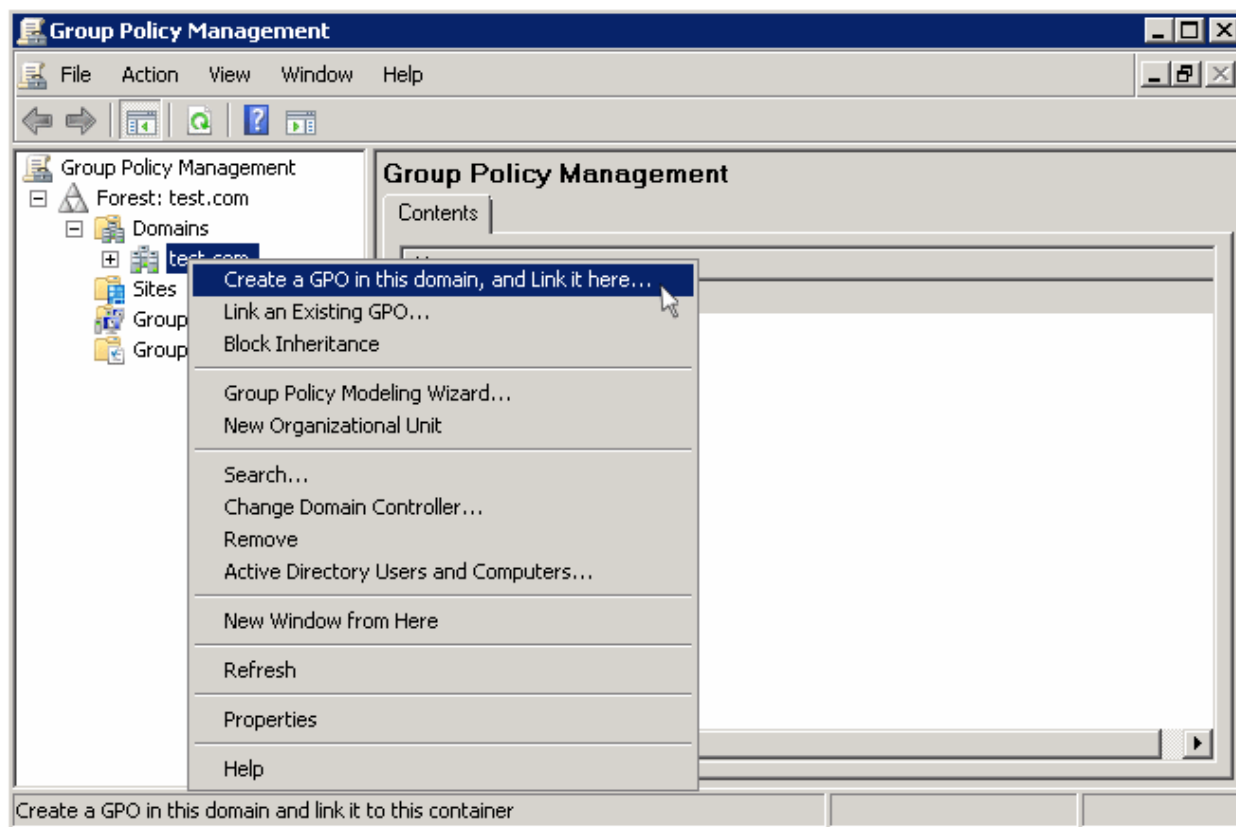 Group Policy Management
File Action View Window Help
Group Policy Management
Forest: test.com
Domains
test.com
Sites
Group
Group
Group Policy Management
Contents
Create a GPO in this domain, and Link it here...
Link an Existing GPO...
Block Inheritance
Group Policy Modeling Wizard...
New Organizational Unit
Search...
Change Domain Controller...
Remove
Active Directory Users and Computers...
New Window from Here
Refresh
Properties
Help
Create a GPO in this domain and link it to this container